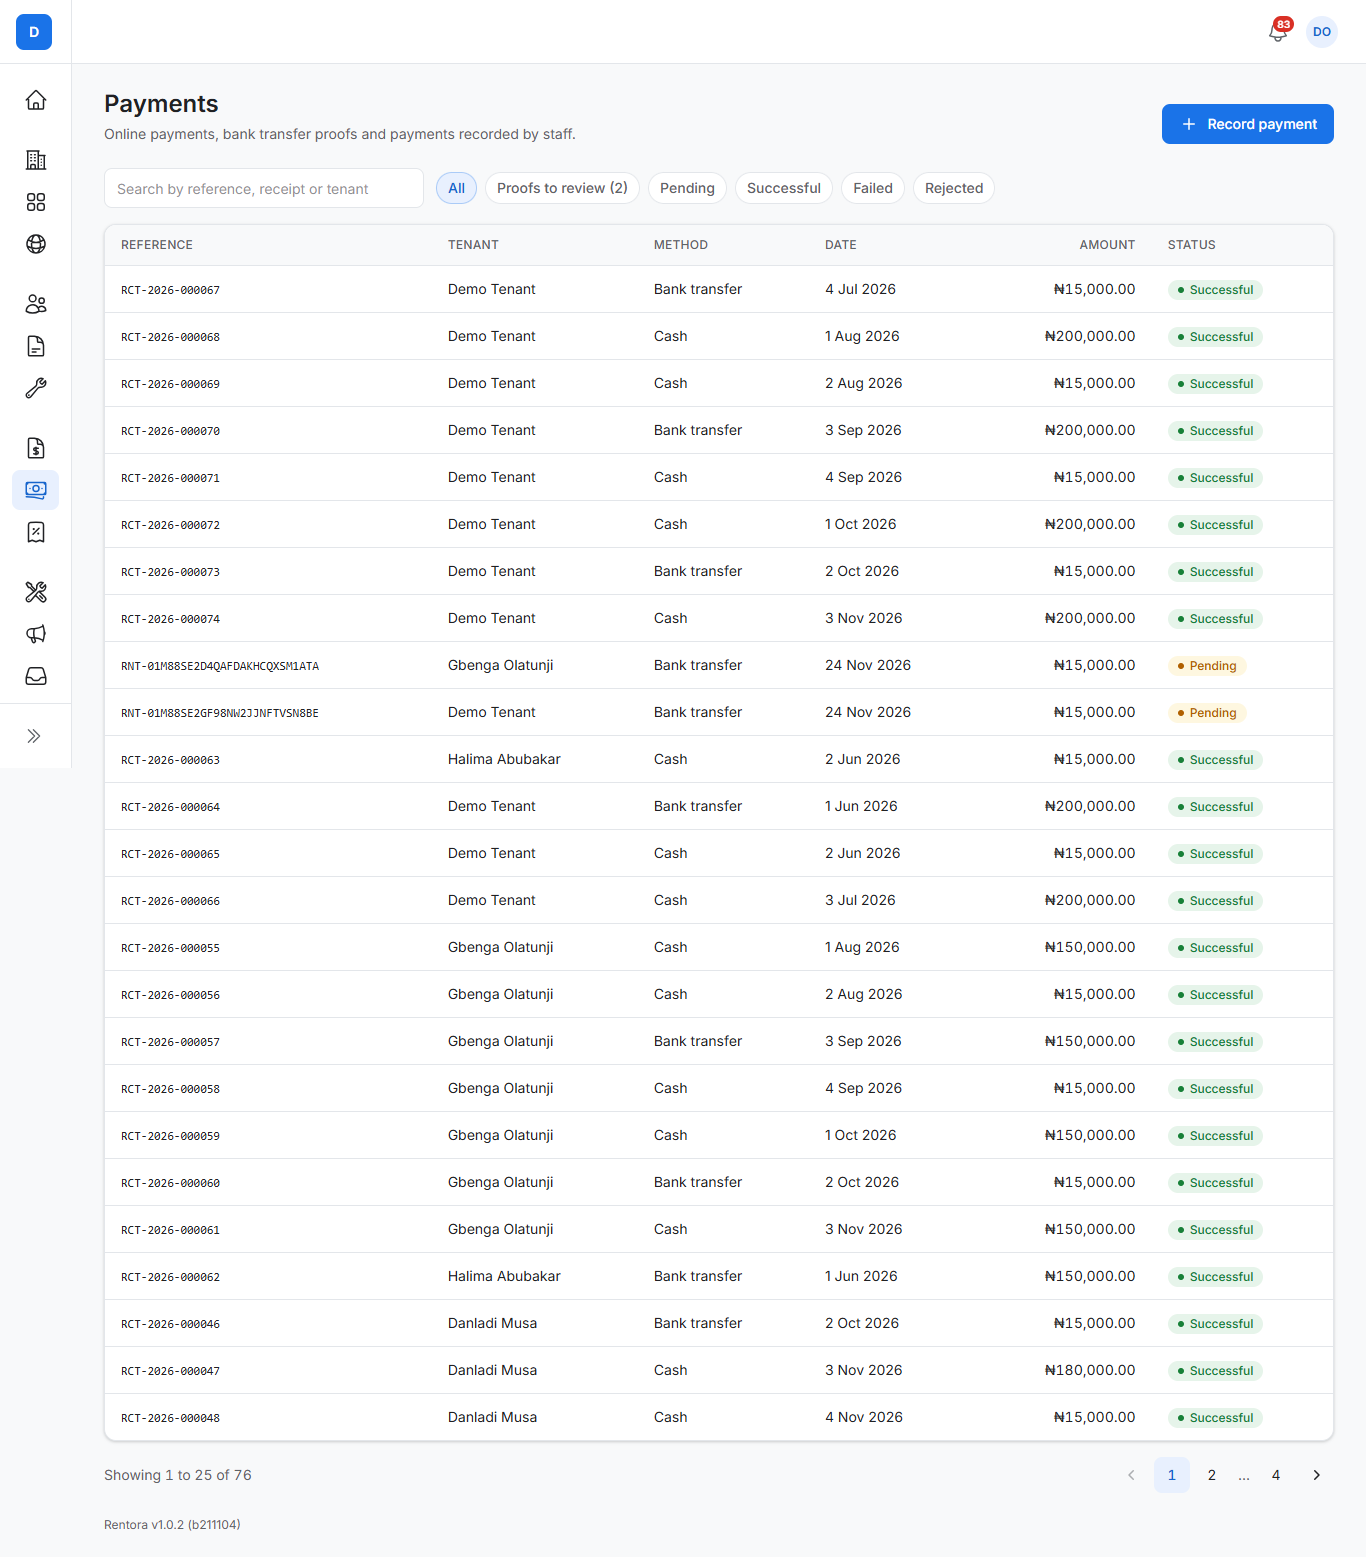 D
83
DO
Payments
Online payments, bank transfer proofs and payments recorded by staff.
+ Record payment
Search by reference, receipt or tenant
All Proofs to review (2) Pending Successful Failed Rejected
REFERENCE TENANT METHOD DATE AMOUNT STATUS
RCT-2026-000067 Demo Tenant Bank transfer 4 Jul 2026 ₦15,000.00 Successful
RCT-2026-000068 Demo Tenant Cash 1 Aug 2026 ₦200,000.00 Successful
RCT-2026-000069 Demo Tenant Cash 2 Aug 2026 ₦15,000.00 Successful
RCT-2026-000070 Demo Tenant Bank transfer 3 Sep 2026 ₦200,000.00 Successful
RCT-2026-000071 Demo Tenant Cash 4 Sep 2026 ₦15,000.00 Successful
RCT-2026-000072 Demo Tenant Cash 1 Oct 2026 ₦200,000.00 Successful
RCT-2026-000073 Demo Tenant Bank transfer 2 Oct 2026 ₦15,000.00 Successful
RCT-2026-000074 Demo Tenant Cash 3 Nov 2026 ₦200,000.00 Successful
RNT-01M88SE2D4QAFDAKHCQXSM1ATA Gbenga Olatunji Bank transfer 24 Nov 2026 ₦15,000.00 Pending
RNT-01M88SE2GF98NW2JJNFTVSN8BE Demo Tenant Bank transfer 24 Nov 2026 ₦15,000.00 Pending
RCT-2026-000063 Halima Abubakar Cash 2 Jun 2026 ₦15,000.00 Successful
RCT-2026-000064 Demo Tenant Bank transfer 1 Jun 2026 ₦200,000.00 Successful
RCT-2026-000065 Demo Tenant Cash 2 Jun 2026 ₦15,000.00 Successful
RCT-2026-000066 Demo Tenant Cash 3 Jul 2026 ₦200,000.00 Successful
RCT-2026-000055 Gbenga Olatunji Cash 1 Aug 2026 ₦150,000.00 Successful
RCT-2026-000056 Gbenga Olatunji Cash 2 Aug 2026 ₦15,000.00 Successful
RCT-2026-000057 Gbenga Olatunji Bank transfer 3 Sep 2026 ₦150,000.00 Successful
RCT-2026-000058 Gbenga Olatunji Cash 4 Sep 2026 ₦15,000.00 Successful
RCT-2026-000059 Gbenga Olatunji Cash 1 Oct 2026 ₦150,000.00 Successful
RCT-2026-000060 Gbenga Olatunji Bank transfer 2 Oct 2026 ₦15,000.00 Successful
RCT-2026-000061 Gbenga Olatunji Cash 3 Nov 2026 ₦150,000.00 Successful
RCT-2026-000062 Halima Abubakar Bank transfer 1 Jun 2026 ₦150,000.00 Successful
RCT-2026-000046 Danladi Musa Bank transfer 2 Oct 2026 ₦15,000.00 Successful
RCT-2026-000047 Danladi Musa Cash 3 Nov 2026 ₦180,000.00 Successful
RCT-2026-000048 Danladi Musa Cash 4 Nov 2026 ₦15,000.00 Successful
Showing 1 to 25 of 76
1 2 ... 4
Rentora v1.0.2 (b211104)